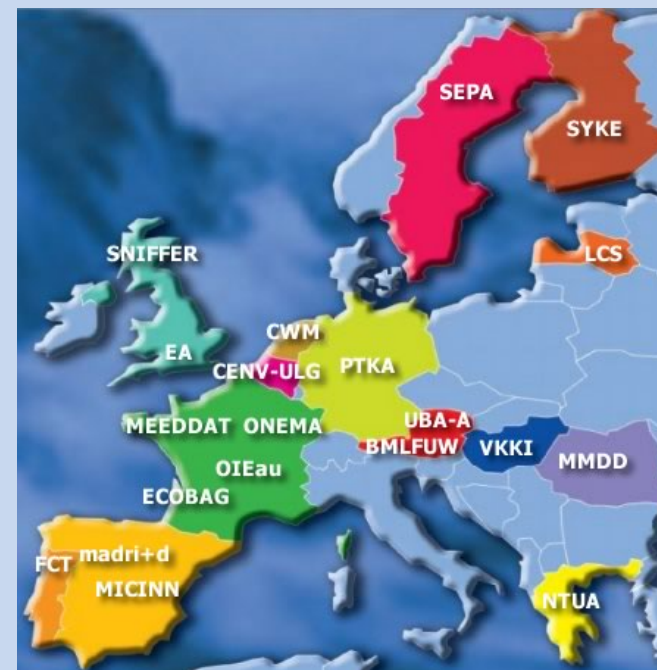 SEPA
SYKE
SNIFFER
LCS
CWM
EA
CENV-ULG
PTKA
MEEDDAT ONEMA
UBA-A
BMLFUW
VKKI
MMDD
OIEau
ECOBAG
FCT
madri+d
MICINN
NTUA